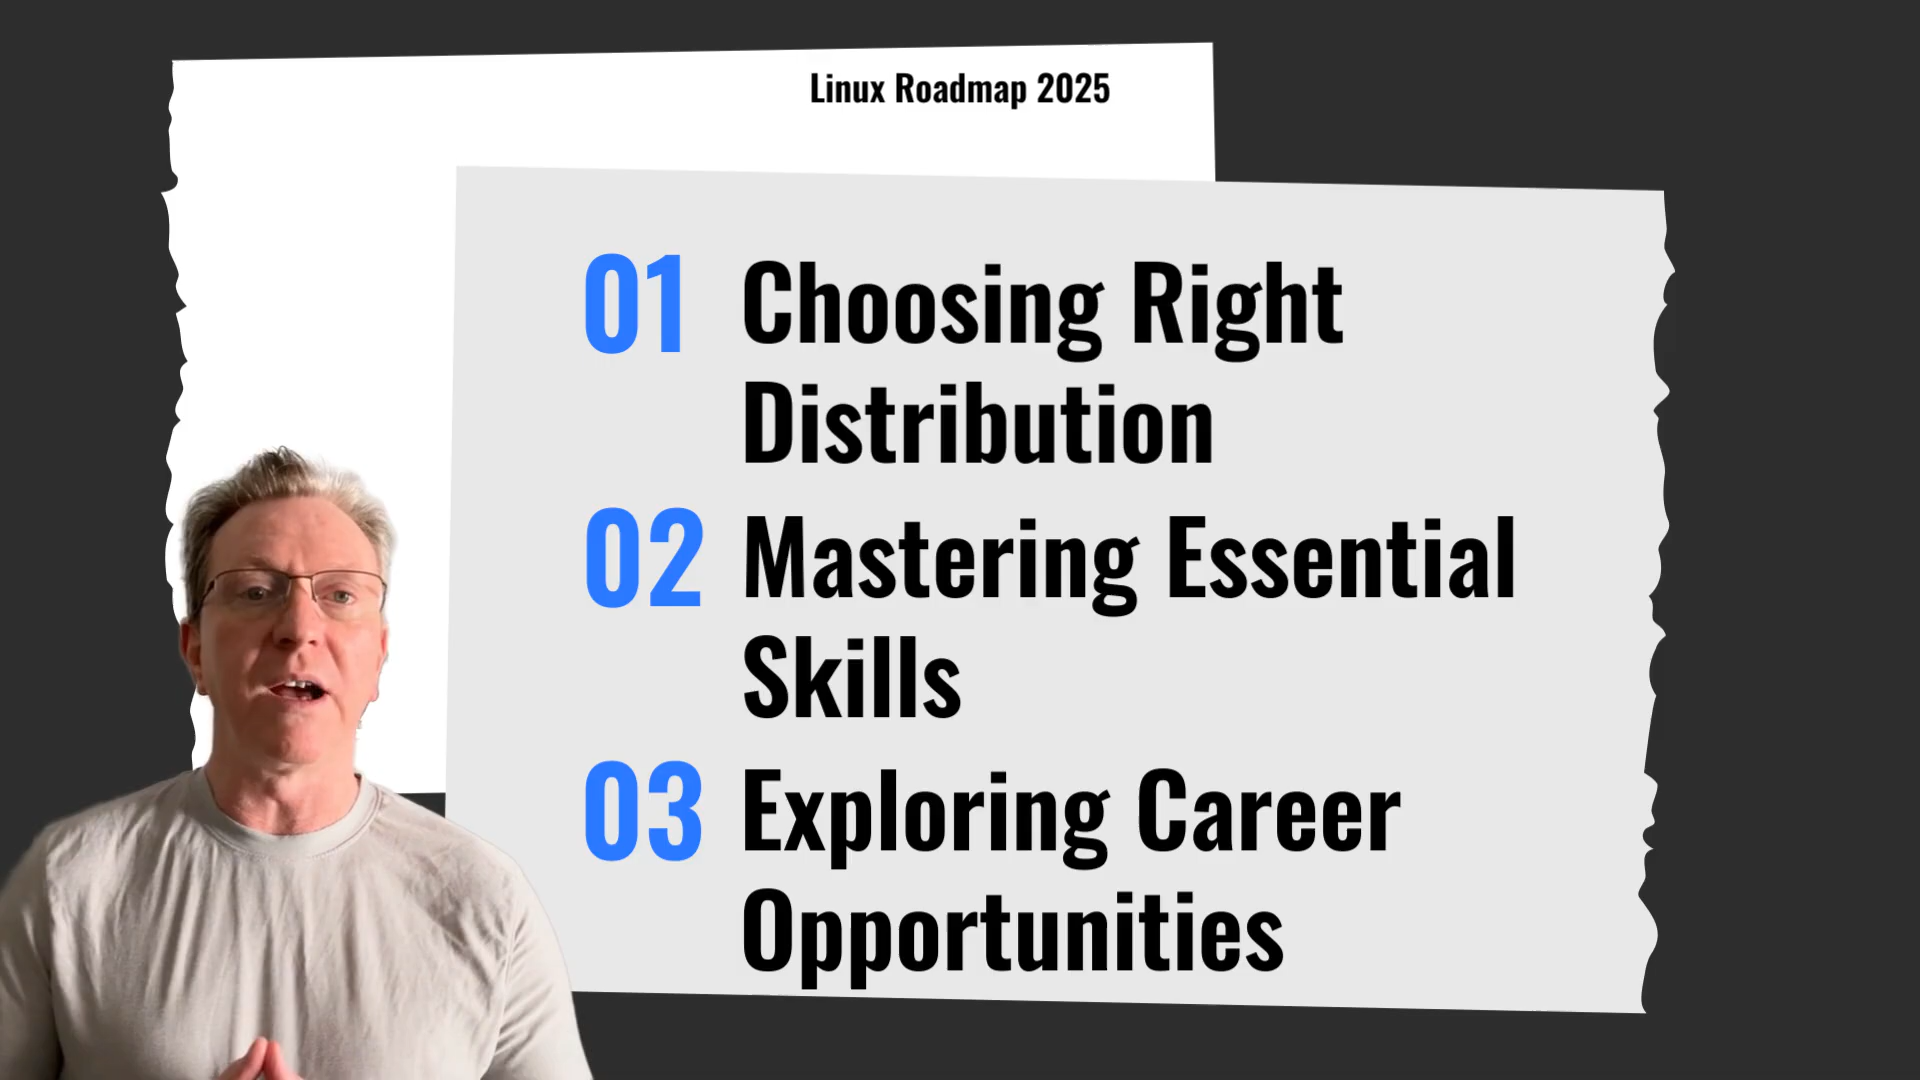 Linux Roadmap 2025
01 Choosing Right
Distribution
02 Mastering Essential
Skills
03 Exploring Career
Opportunities